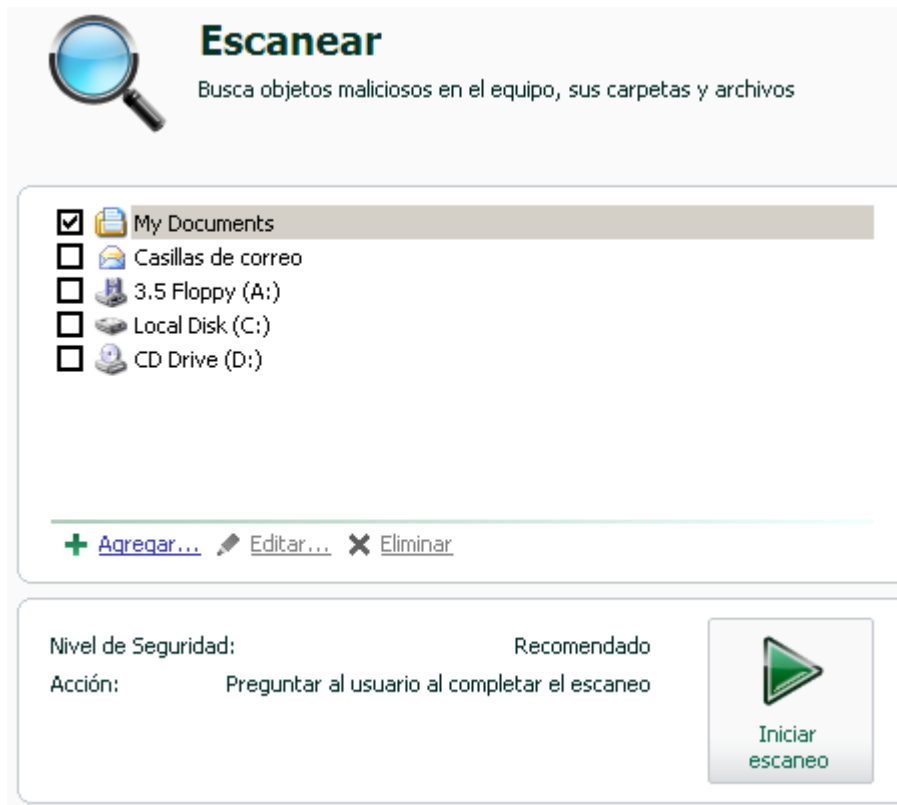 Escanear
Busca objetos maliciosos en el equipo, sus carpetas y archivos
My Documents
Casillas de correo
3.5 Floppy (A:)
Local Disk (C:)
CD Drive (D:)
Agregar... Editar... Eliminar
Nivel de Seguridad: Recomendado
Acción: Preguntar al usuario al completar el escaneo
Iniciar
escaneo